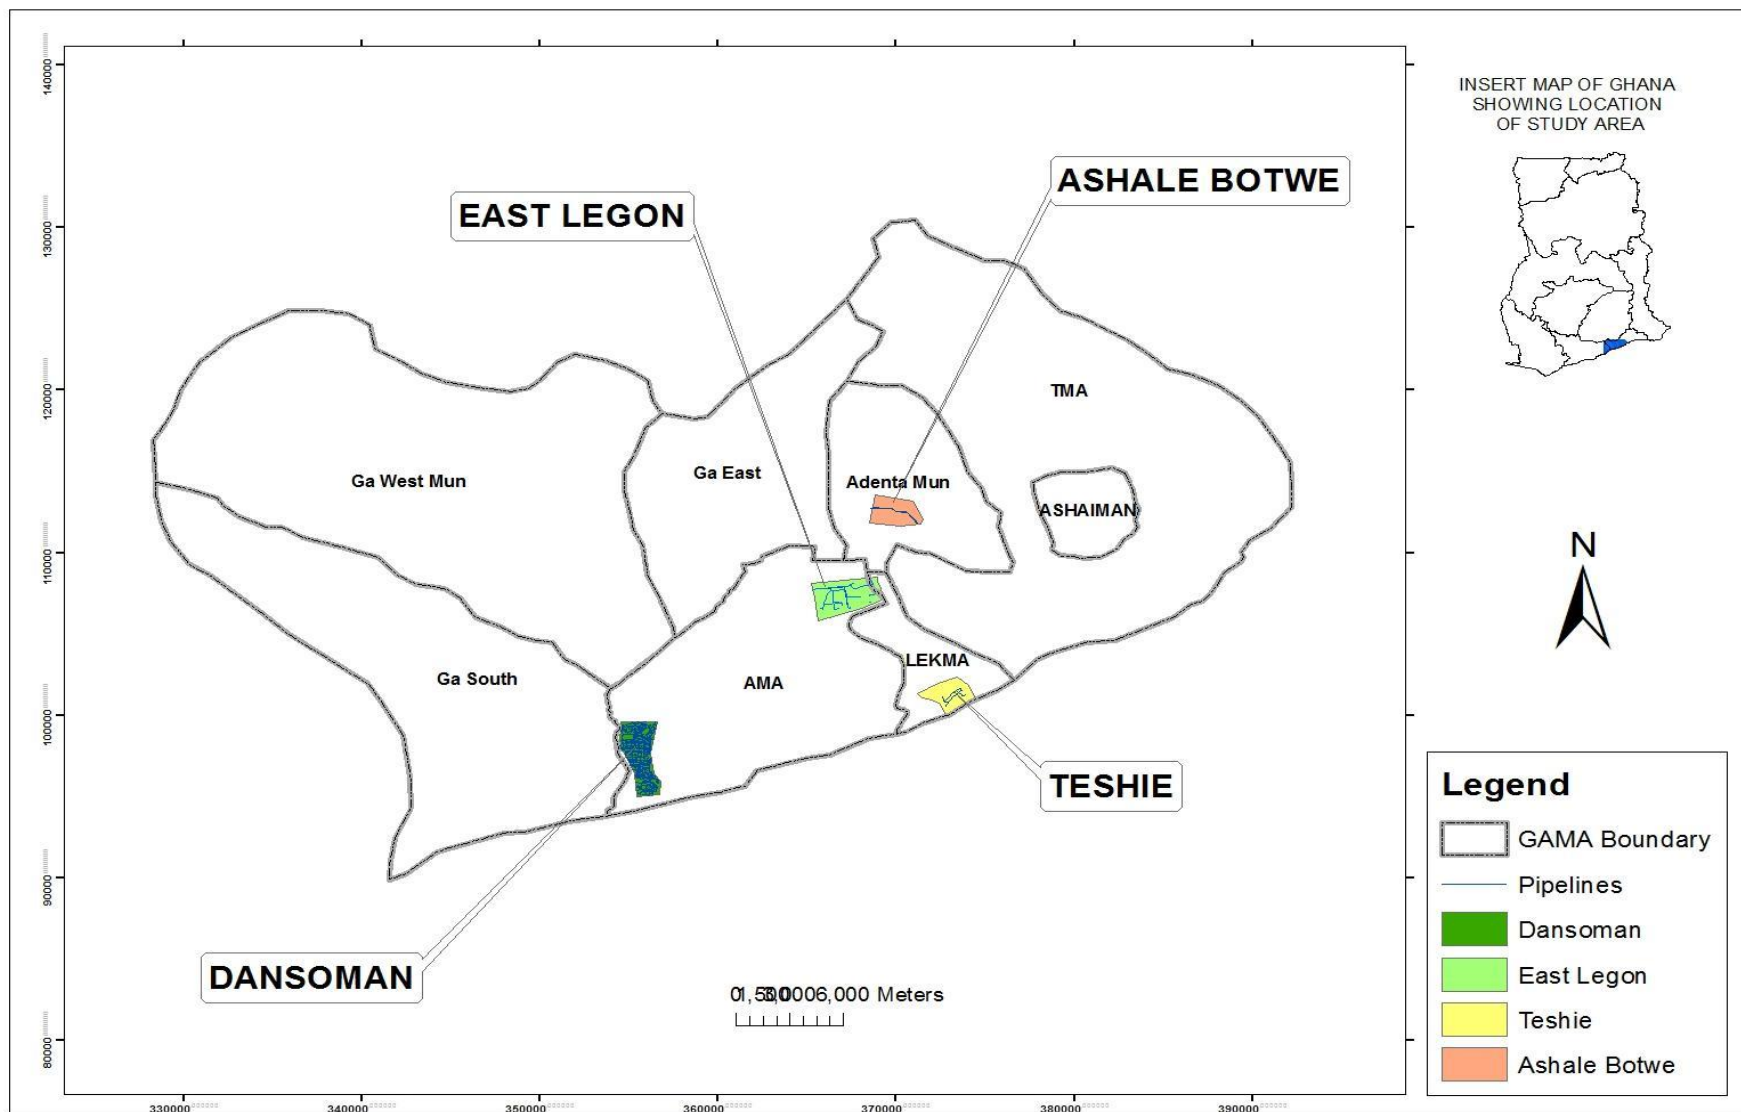 INSERT MAP OF GHANA
SHOWING LOCATION
OF STUDY AREA
ASHALE BOTWE
EAST LEGON
TMA
Ga West Mun
Ga East
Adenta Mun
ASHAIMAN
Ga South
AMA
LEKMA
TESHIE
DANSOMAN
N
6,000 Meters
Legend
GAMA Boundary
Pipelines
Dansoman
East Legon
Teshie
Ashale Botwe
140000
130000
120000
110000
100000
90000
80000
330000
340000
350000
360000
370000
380000
390000